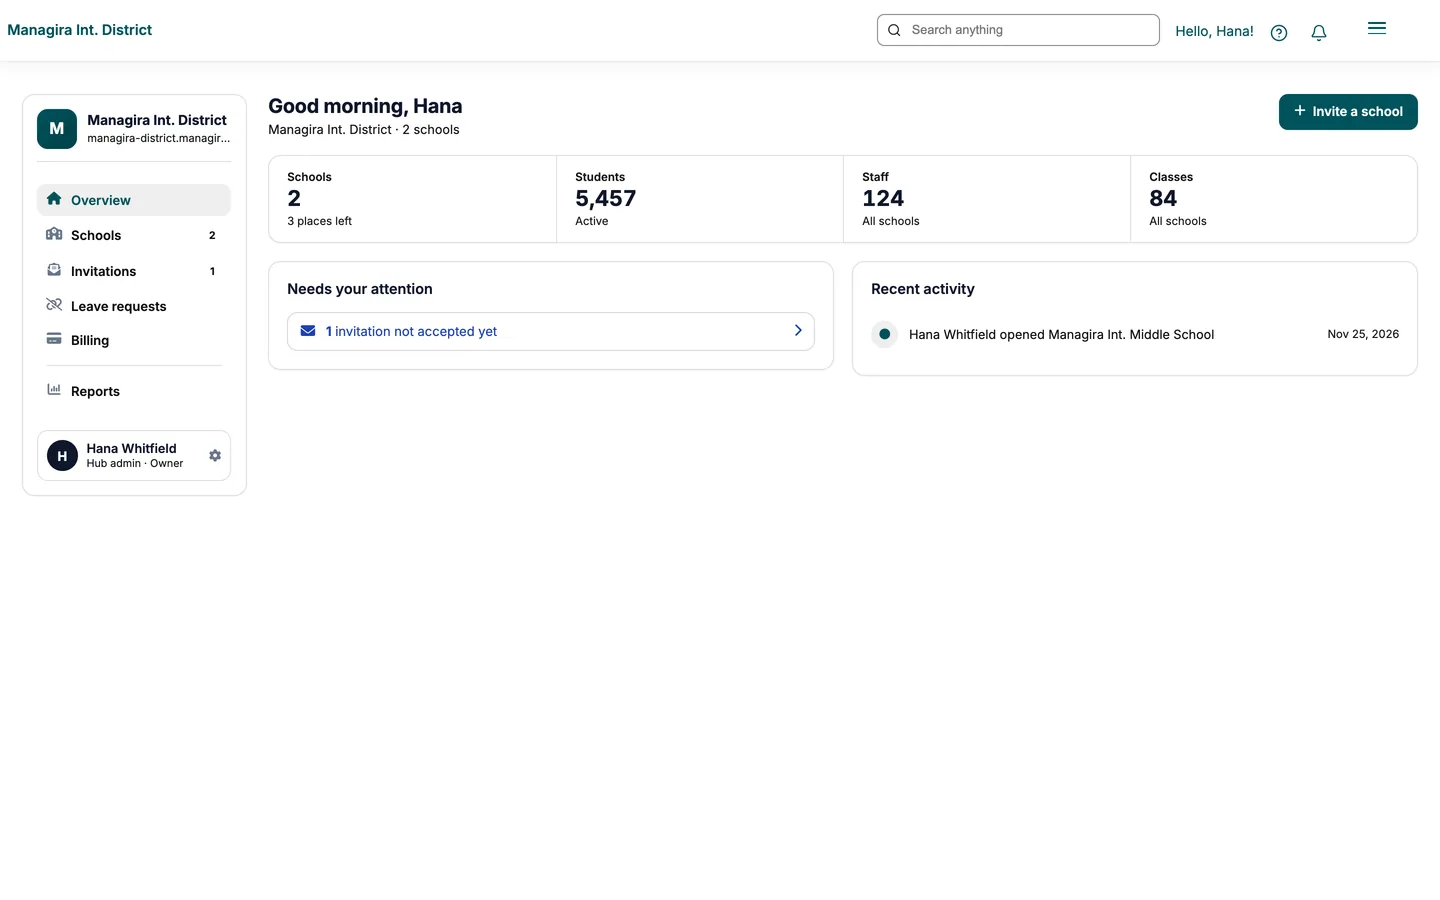 Managira Int. District
Search anything
Hello, Hana!
M
Managira Int. District
managira-district.managir...
Overview
Schools 2
Invitations 1
Leave requests
Billing
Reports
H
Hana Whitfield
Hub admin · Owner
Good morning, Hana
Managira Int. District · 2 schools
+ Invite a school
Schools
2
3 places left
Students
5,457
Active
Staff
124
All schools
Classes
84
All schools
Needs your attention
1 invitation not accepted yet
Recent activity
Hana Whitfield opened Managira Int. Middle School Nov 25, 2026